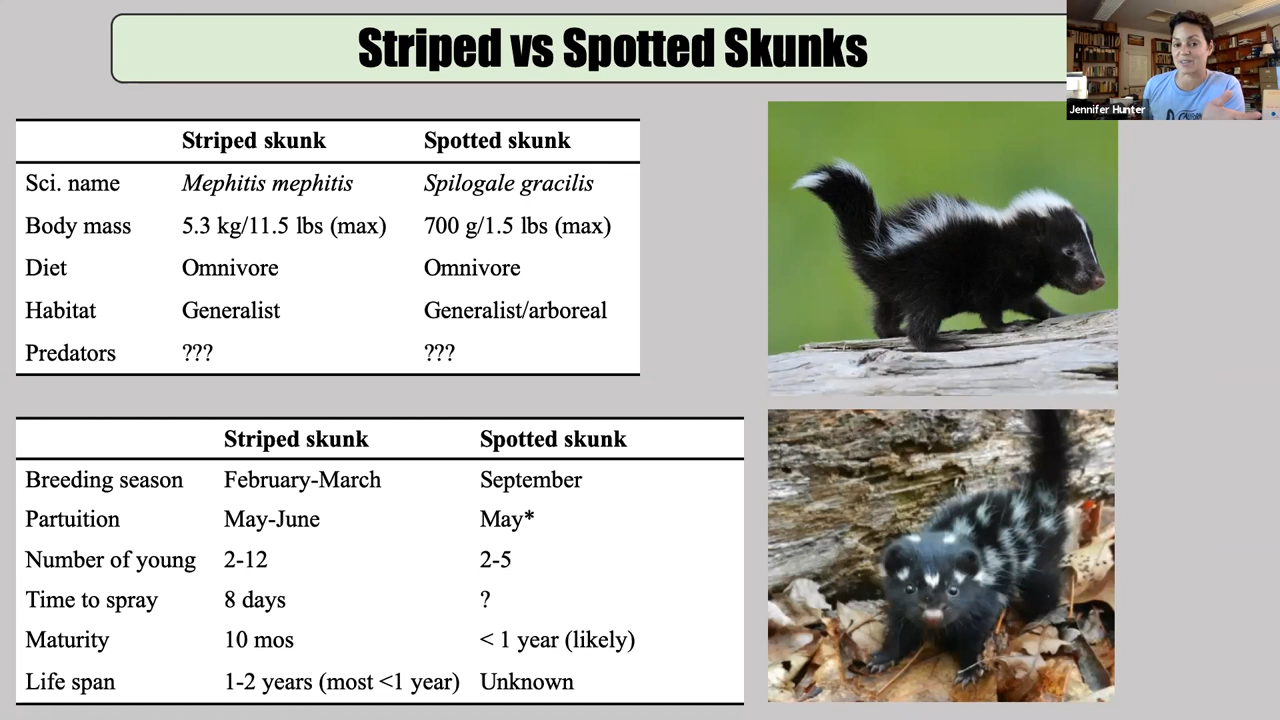 Striped vs Spotted Skunks
Jennifer Hunter
Striped skunk Spotted skunk
Sci. name Mephitis mephitis Spilogale gracilis
Body mass 5.3 kg/11.5 lbs (max) 700 g/1.5 lbs (max)
Diet Omnivore Omnivore
Habitat Generalist Generalist/arboreal
Predators ??? ???
Striped skunk Spotted skunk
Breeding season February-March September
Partuition May-June May*
Number of young 2-12 2-5
Time to spray 8 days ?
Maturity 10 mos < 1 year (likely)
Life span 1-2 years (most <1 year) Unknown